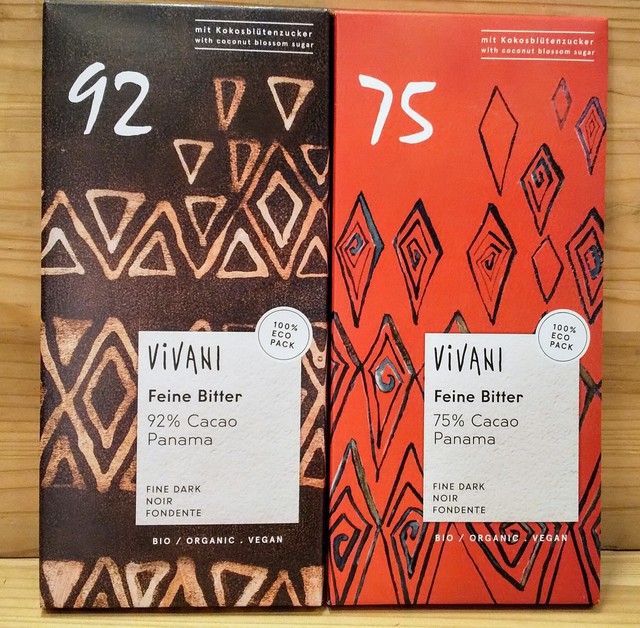 mit Kokosblütenzucker
with coconut blossom sugar
92
100%
ECO
PACK
ViVANI
Feine Bitter
92% Cacao
Panama
FINE DARK
NOIR
FONDENTE
BIO / ORGANIC . VEGAN
mit Kokosblütenzucker
with coconut blossom sugar
75
100%
ECO
PACK
ViVANI
Feine Bitter
75% Cacao
Panama
FINE DARK
NOIR
FONDENTE
BIO / ORGANIC . VEGAN